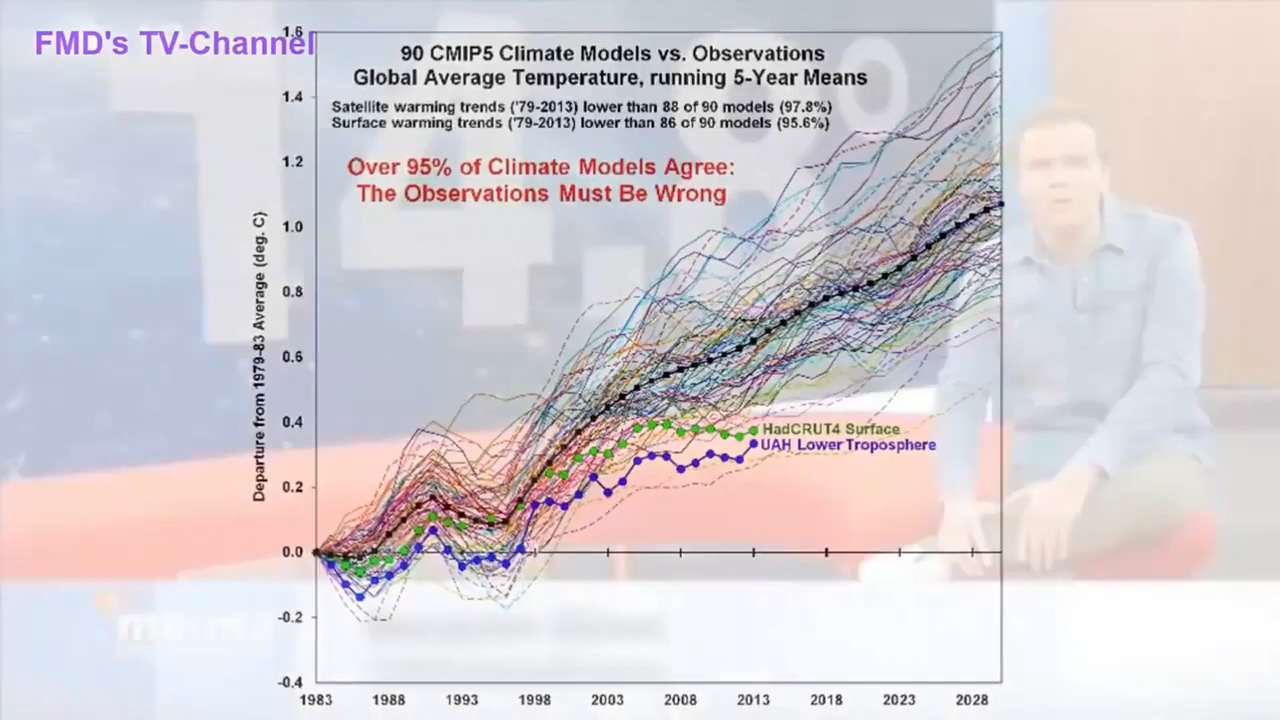 FMD's TV-Channel
90 CMIP5 Climate Models vs. Observations
Global Average Temperature, running 5-Year Means
Satellite warming trends ('79-2013) lower than 88 of 90 models (97.8%)
Surface warming trends ('79-2013) lower than 86 of 90 models (95.6%)
Over 95% of Climate Models Agree:
The Observations Must Be Wrong
Departure from 1979-83 Average (deg. C)
1.6
1.4
1.2
1.0
0.8
0.6
0.4
0.2
0.0
-0.2
-0.4
HadCRUT4 Surface
UAH Lower Troposphere
1983 1988 1993 1998 2003 2008 2013 2018 2023 2028
14,8°